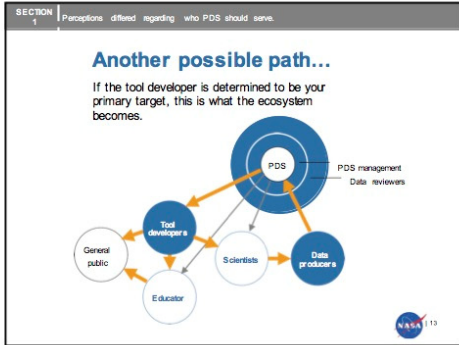 SECTION 1
Perceptions differed regarding who PDS should serve.
Another possible path...
If the tool developer is determined to be your
primary target, this is what the ecosystem
becomes.
PDS
PDS management
Data reviewers
Tool
developers
General
public
Scientists
Data
producers
Educator
NASA
13